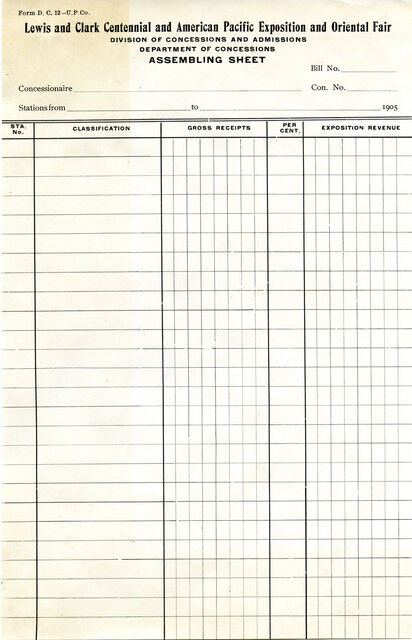 Form D. C. 12—U. P. Co.
Lewis and Clark Centennial and American Pacific Exposition and Oriental Fair
DIVISION OF CONCESSIONS AND ADMISSIONS
DEPARTMENT OF CONCESSIONS
ASSEMBLING SHEET
Bill No.
Concessionaire Con. No.
Stations from to 1905
STA. No. CLASSIFICATION GROSS RECEIPTS PER CENT. EXPOSITION REVENUE